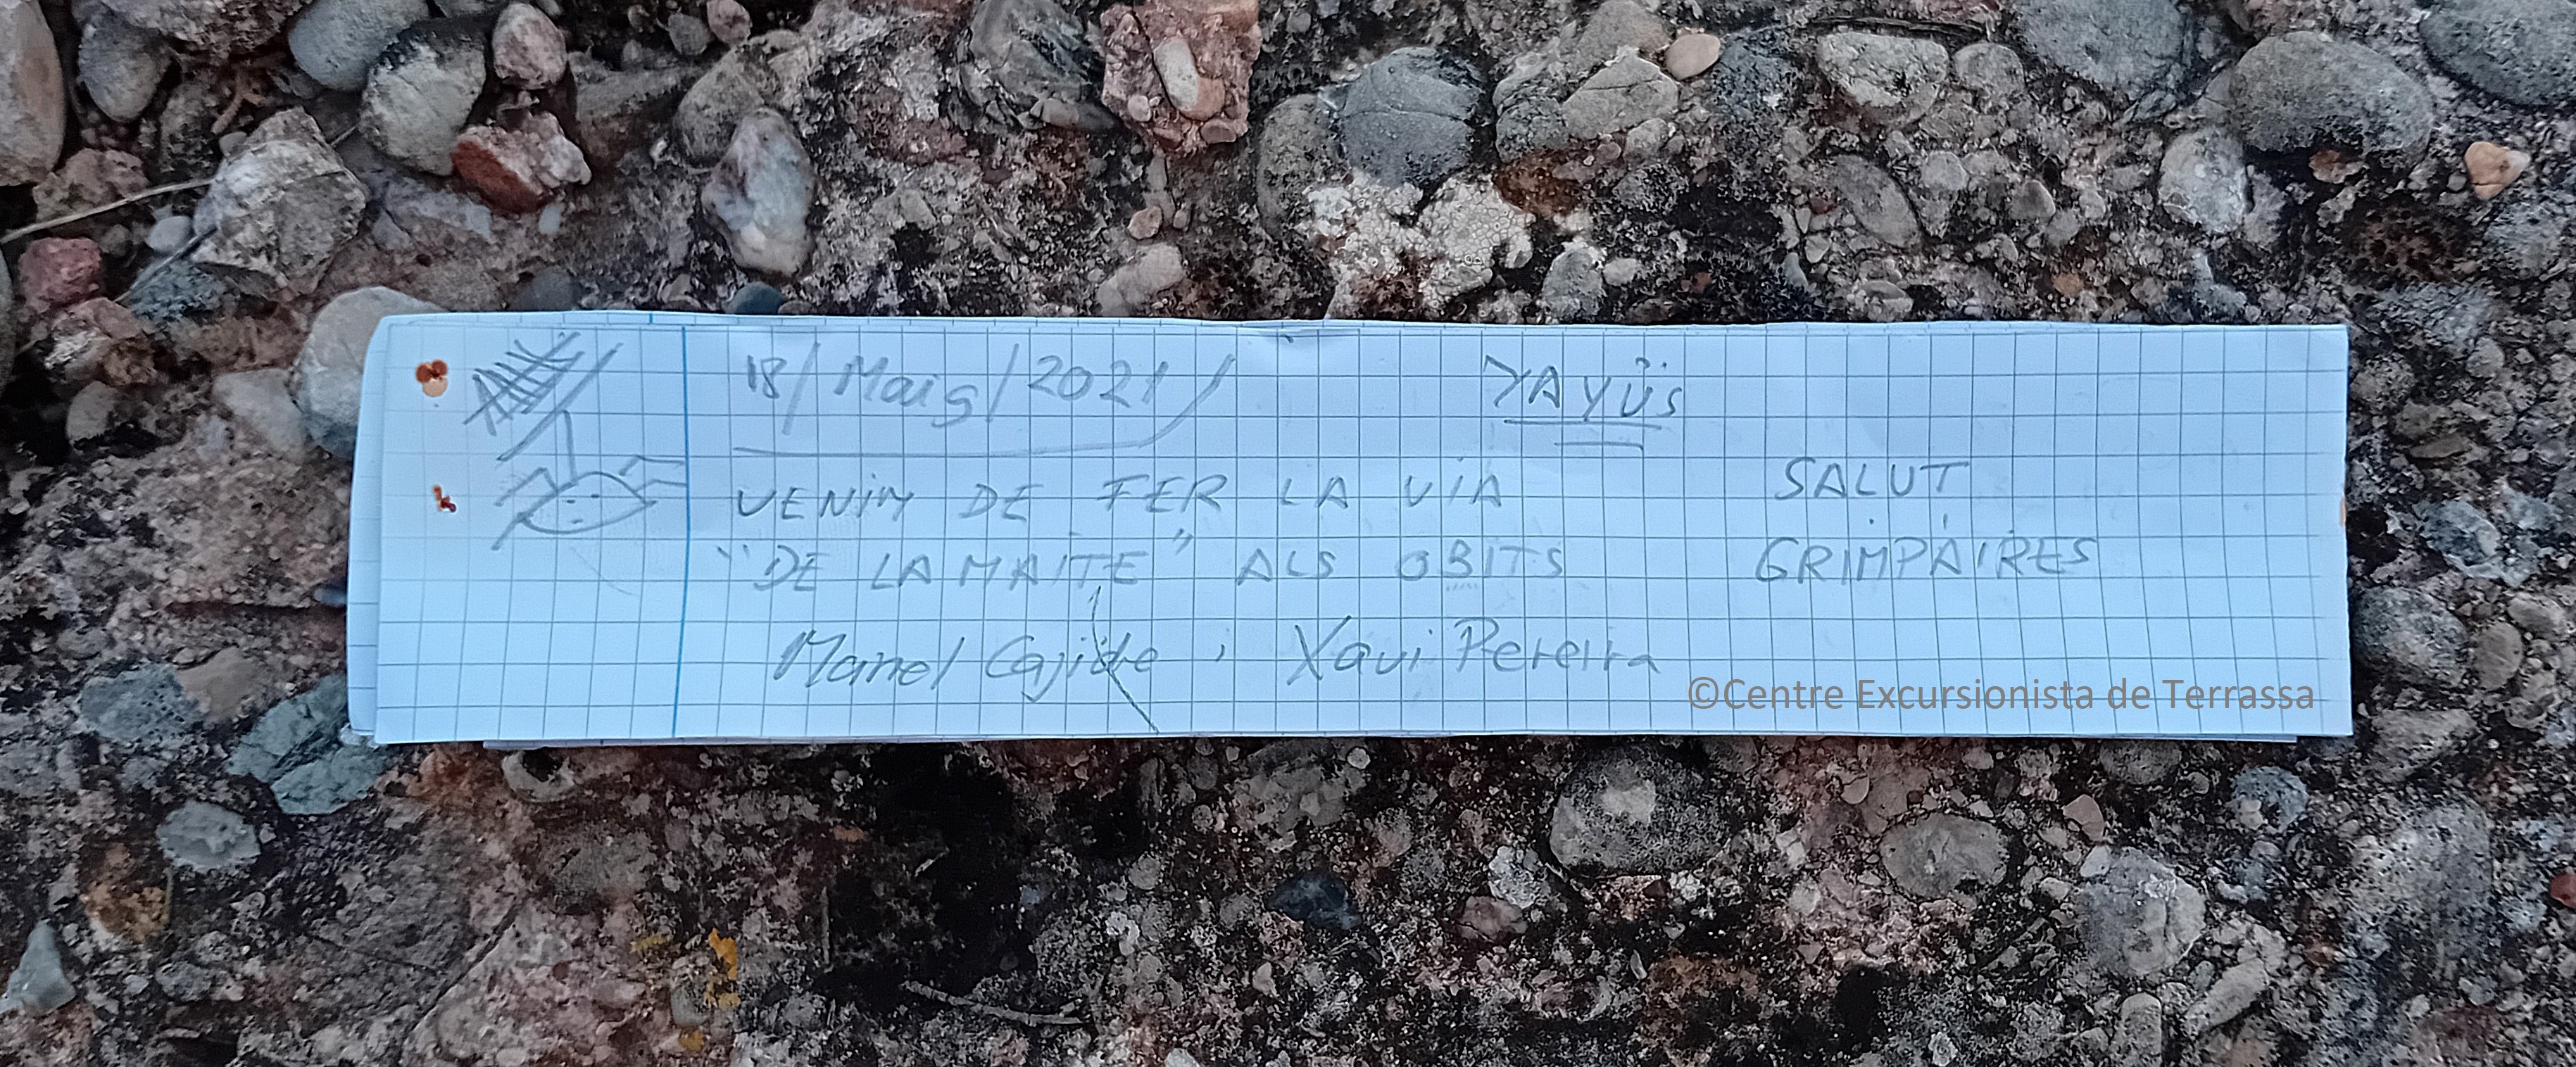 18/Maig/2021/
YAYÜS
VENIM DE FER LA VIA
"DE LA MAITE" ALS OBITS
SALUT
GRIMPAIRES
Manel Cajide i Xavi Pereira
©Centre Excursionista de Terrassa